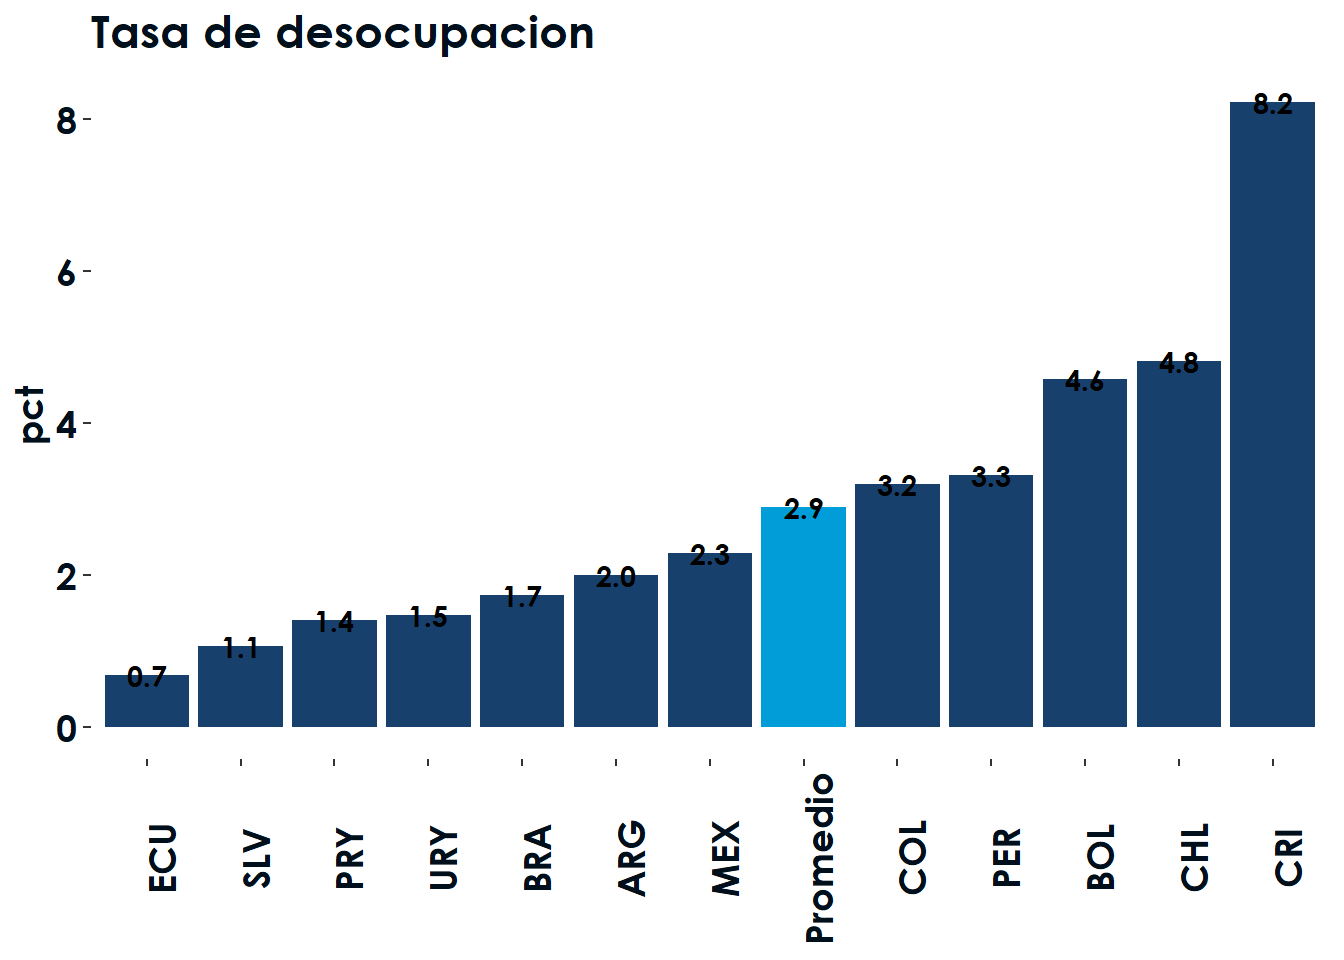 Tasa de desocupacion
pct
8
6
4
2
0
0.7
1.1
1.4
1.5
1.7
2.0
2.3
2.9
3.2
3.3
4.6
4.8
8.2
ECU
SLV
PRY
URY
BRA
ARG
MEX
Promedio
COL
PER
BOL
CHL
CRI